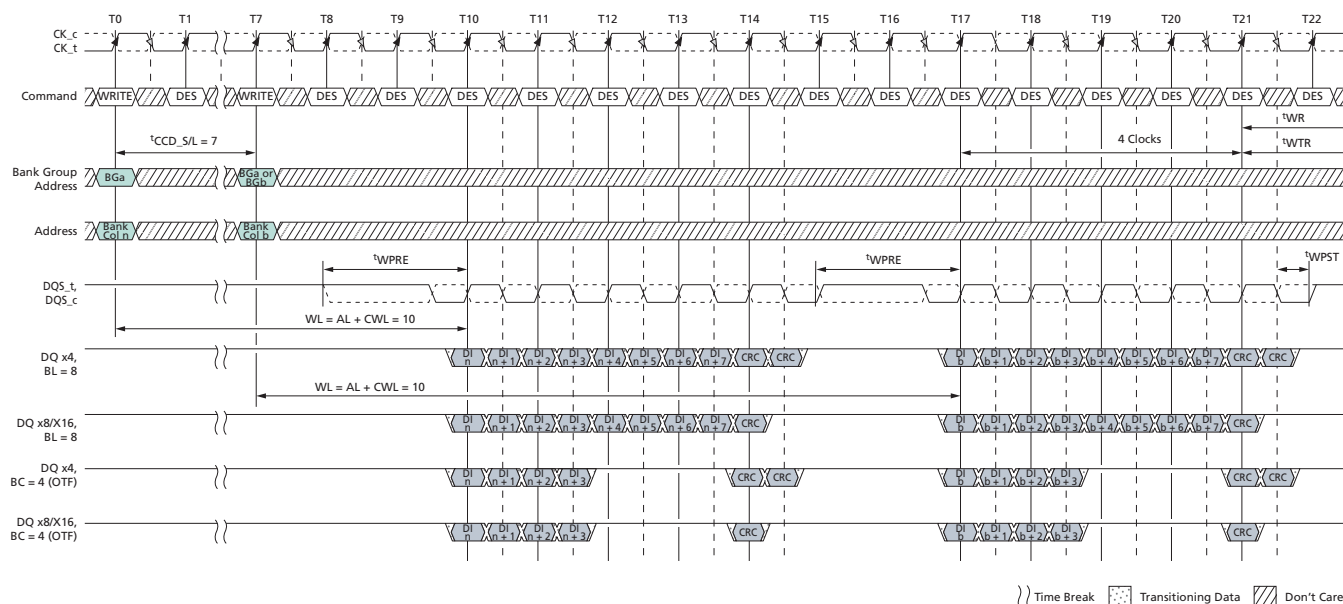 T0 T1 T7 T8 T9 T10 T11 T12 T13 T14 T15 T16 T17 T18 T19 T20 T21 T22
CK_c
CK_t
Command WRITE DES WRITE DES DES DES DES DES DES DES DES DES DES DES DES DES DES DES
tWR
tCCD_S/L = 7 4 Clocks tWTR
Bank Group
Address
BGa
BGa or
BGb
Address
Bank
Col n
Bank
Col b
tWPRE tWPRE tWPST
DQS_t,
DQS_c
WL = AL + CWL = 10
DQ x4,
BL = 8
DI n DI n + 1 DI n + 2 DI n + 3 DI n + 4 DI n + 5 DI n + 6 DI n + 7 CRC CRC DI b DI b + 1 DI b + 2 DI b + 3 DI b + 4 DI b + 5 DI b + 6 DI b + 7 CRC CRC
WL = AL + CWL = 10
DQ x8/X16,
BL = 8
DI n DI n + 1 DI n + 2 DI n + 3 DI n + 4 DI n + 5 DI n + 6 DI n + 7 CRC DI b DI b + 1 DI b + 2 DI b + 3 DI b + 4 DI b + 5 DI b + 6 DI b + 7 CRC
DQ x4,
BC = 4 (OTF)
DI n DI n + 1 DI n + 2 DI n + 3 CRC CRC DI b DI b + 1 DI b + 2 DI b + 3 CRC CRC
DQ x8/X16,
BC = 4 (OTF)
DI n DI n + 1 DI n + 2 DI n + 3 CRC DI b DI b + 1 DI b + 2 DI b + 3 CRC
Time Break Transitioning Data Don't Care